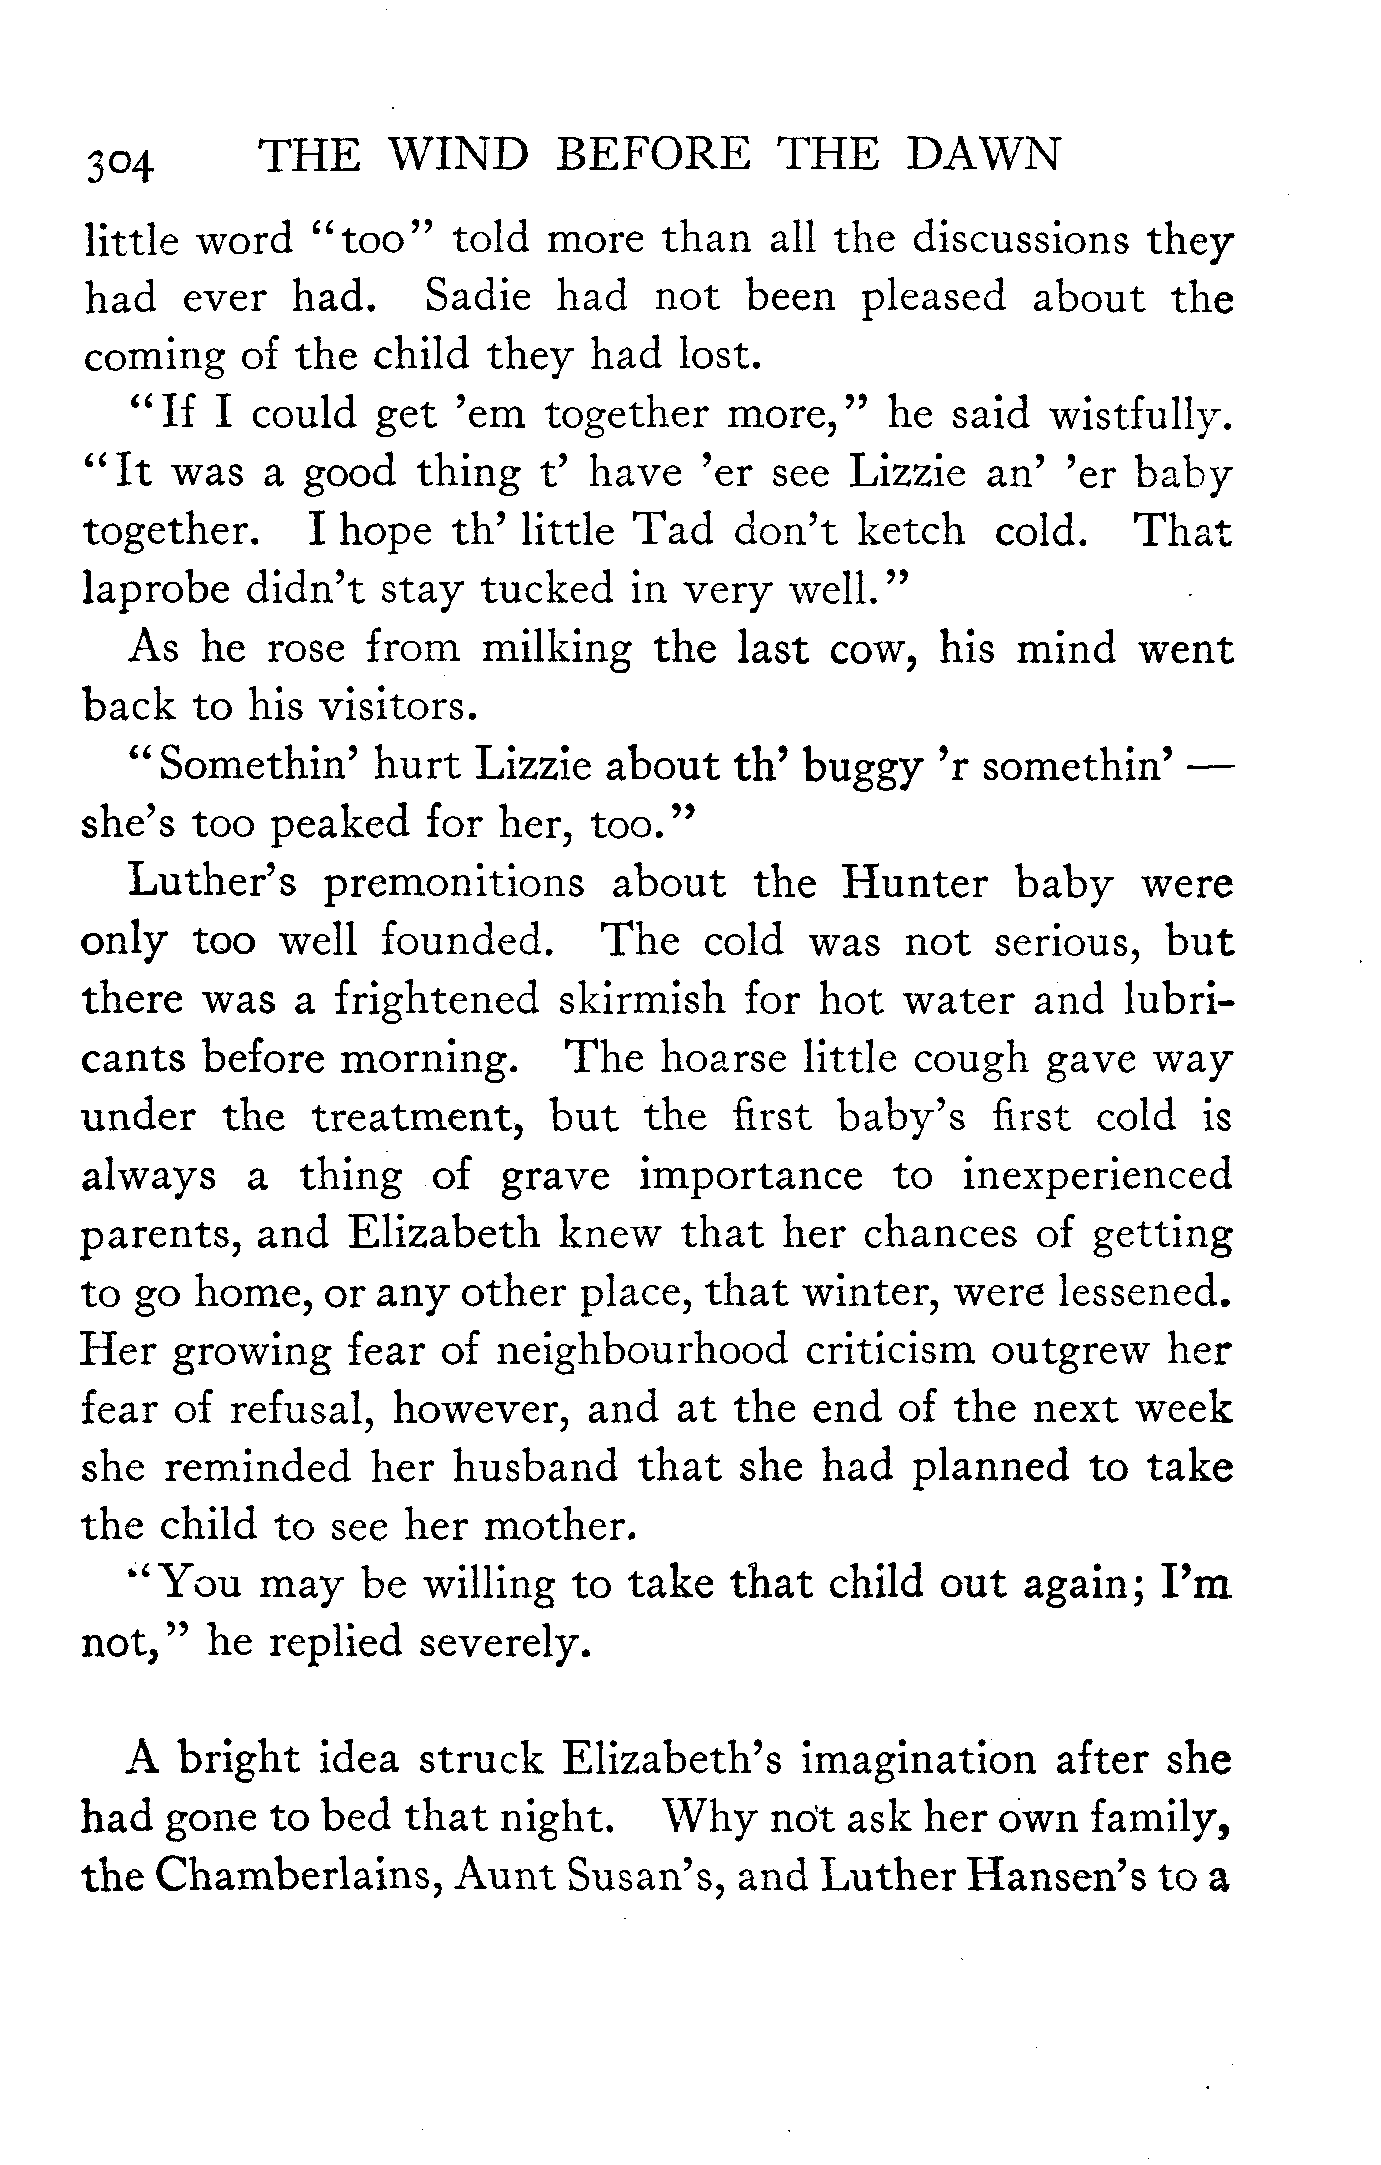 304 THE WIND BEFORE THE DAWN
little word “too” told more than all the discussions they
had ever had. Sadie had not been pleased about the
coming of the child they had lost.
“If I could get ’em together more,” he said wistfully.
“It was a good thing t’ have ’er see Lizzie an’ ’er baby
together. I hope th’ little Tad don’t ketch cold. That
laprobe didn’t stay tucked in very well.”
As he rose from milking the last cow, his mind went
back to his visitors.
“Somethin’ hurt Lizzie about th’ buggy ’r somethin’ —
she’s too peaked for her, too.”
Luther’s premonitions about the Hunter baby were
only too well founded. The cold was not serious, but
there was a frightened skirmish for hot water and lubri-
cants before morning. The hoarse little cough gave way
under the treatment, but the first baby’s first cold is
always a thing of grave importance to inexperienced
parents, and Elizabeth knew that her chances of getting
to go home, or any other place, that winter, were lessened.
Her growing fear of neighbourhood criticism outgrew her
fear of refusal, however, and at the end of the next week
she reminded her husband that she had planned to take
the child to see her mother.
“You may be willing to take that child out again; I’m
not,” he replied severely.
A bright idea struck Elizabeth’s imagination after she
had gone to bed that night. Why not ask her own family,
the Chamberlains, Aunt Susan’s, and Luther Hansen’s to a